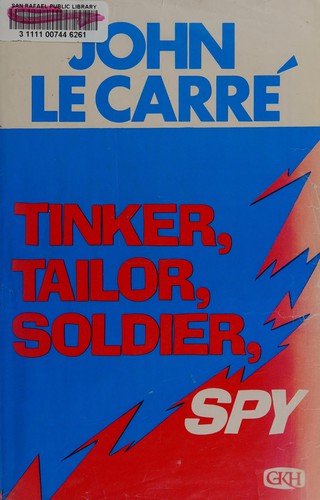 SAN RAFAEL PUBLIC LIBRARY
3 1111 00744 6261
JOHN
LE CARRÉ
TINKER,
TAILOR,
SOLDIER,
SPY
GKH